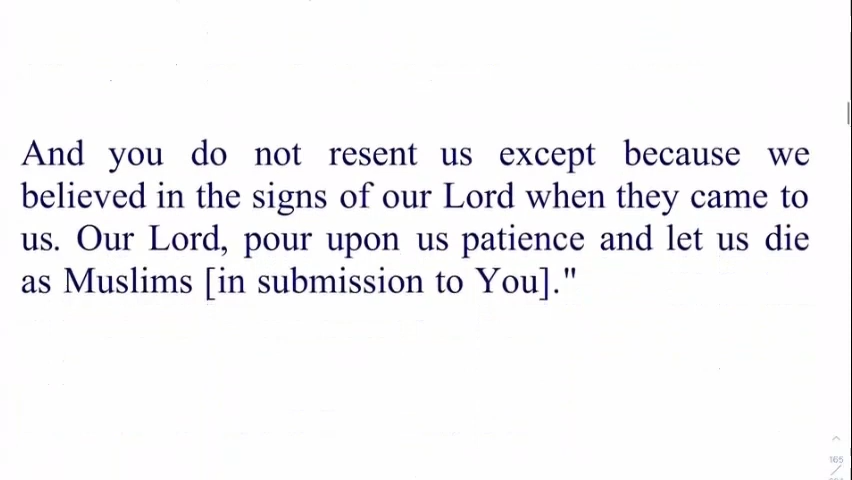 And you do not resent us except because we
believed in the signs of our Lord when they came to
us. Our Lord, pour upon us patience and let us die
as Muslims [in submission to You]."
165